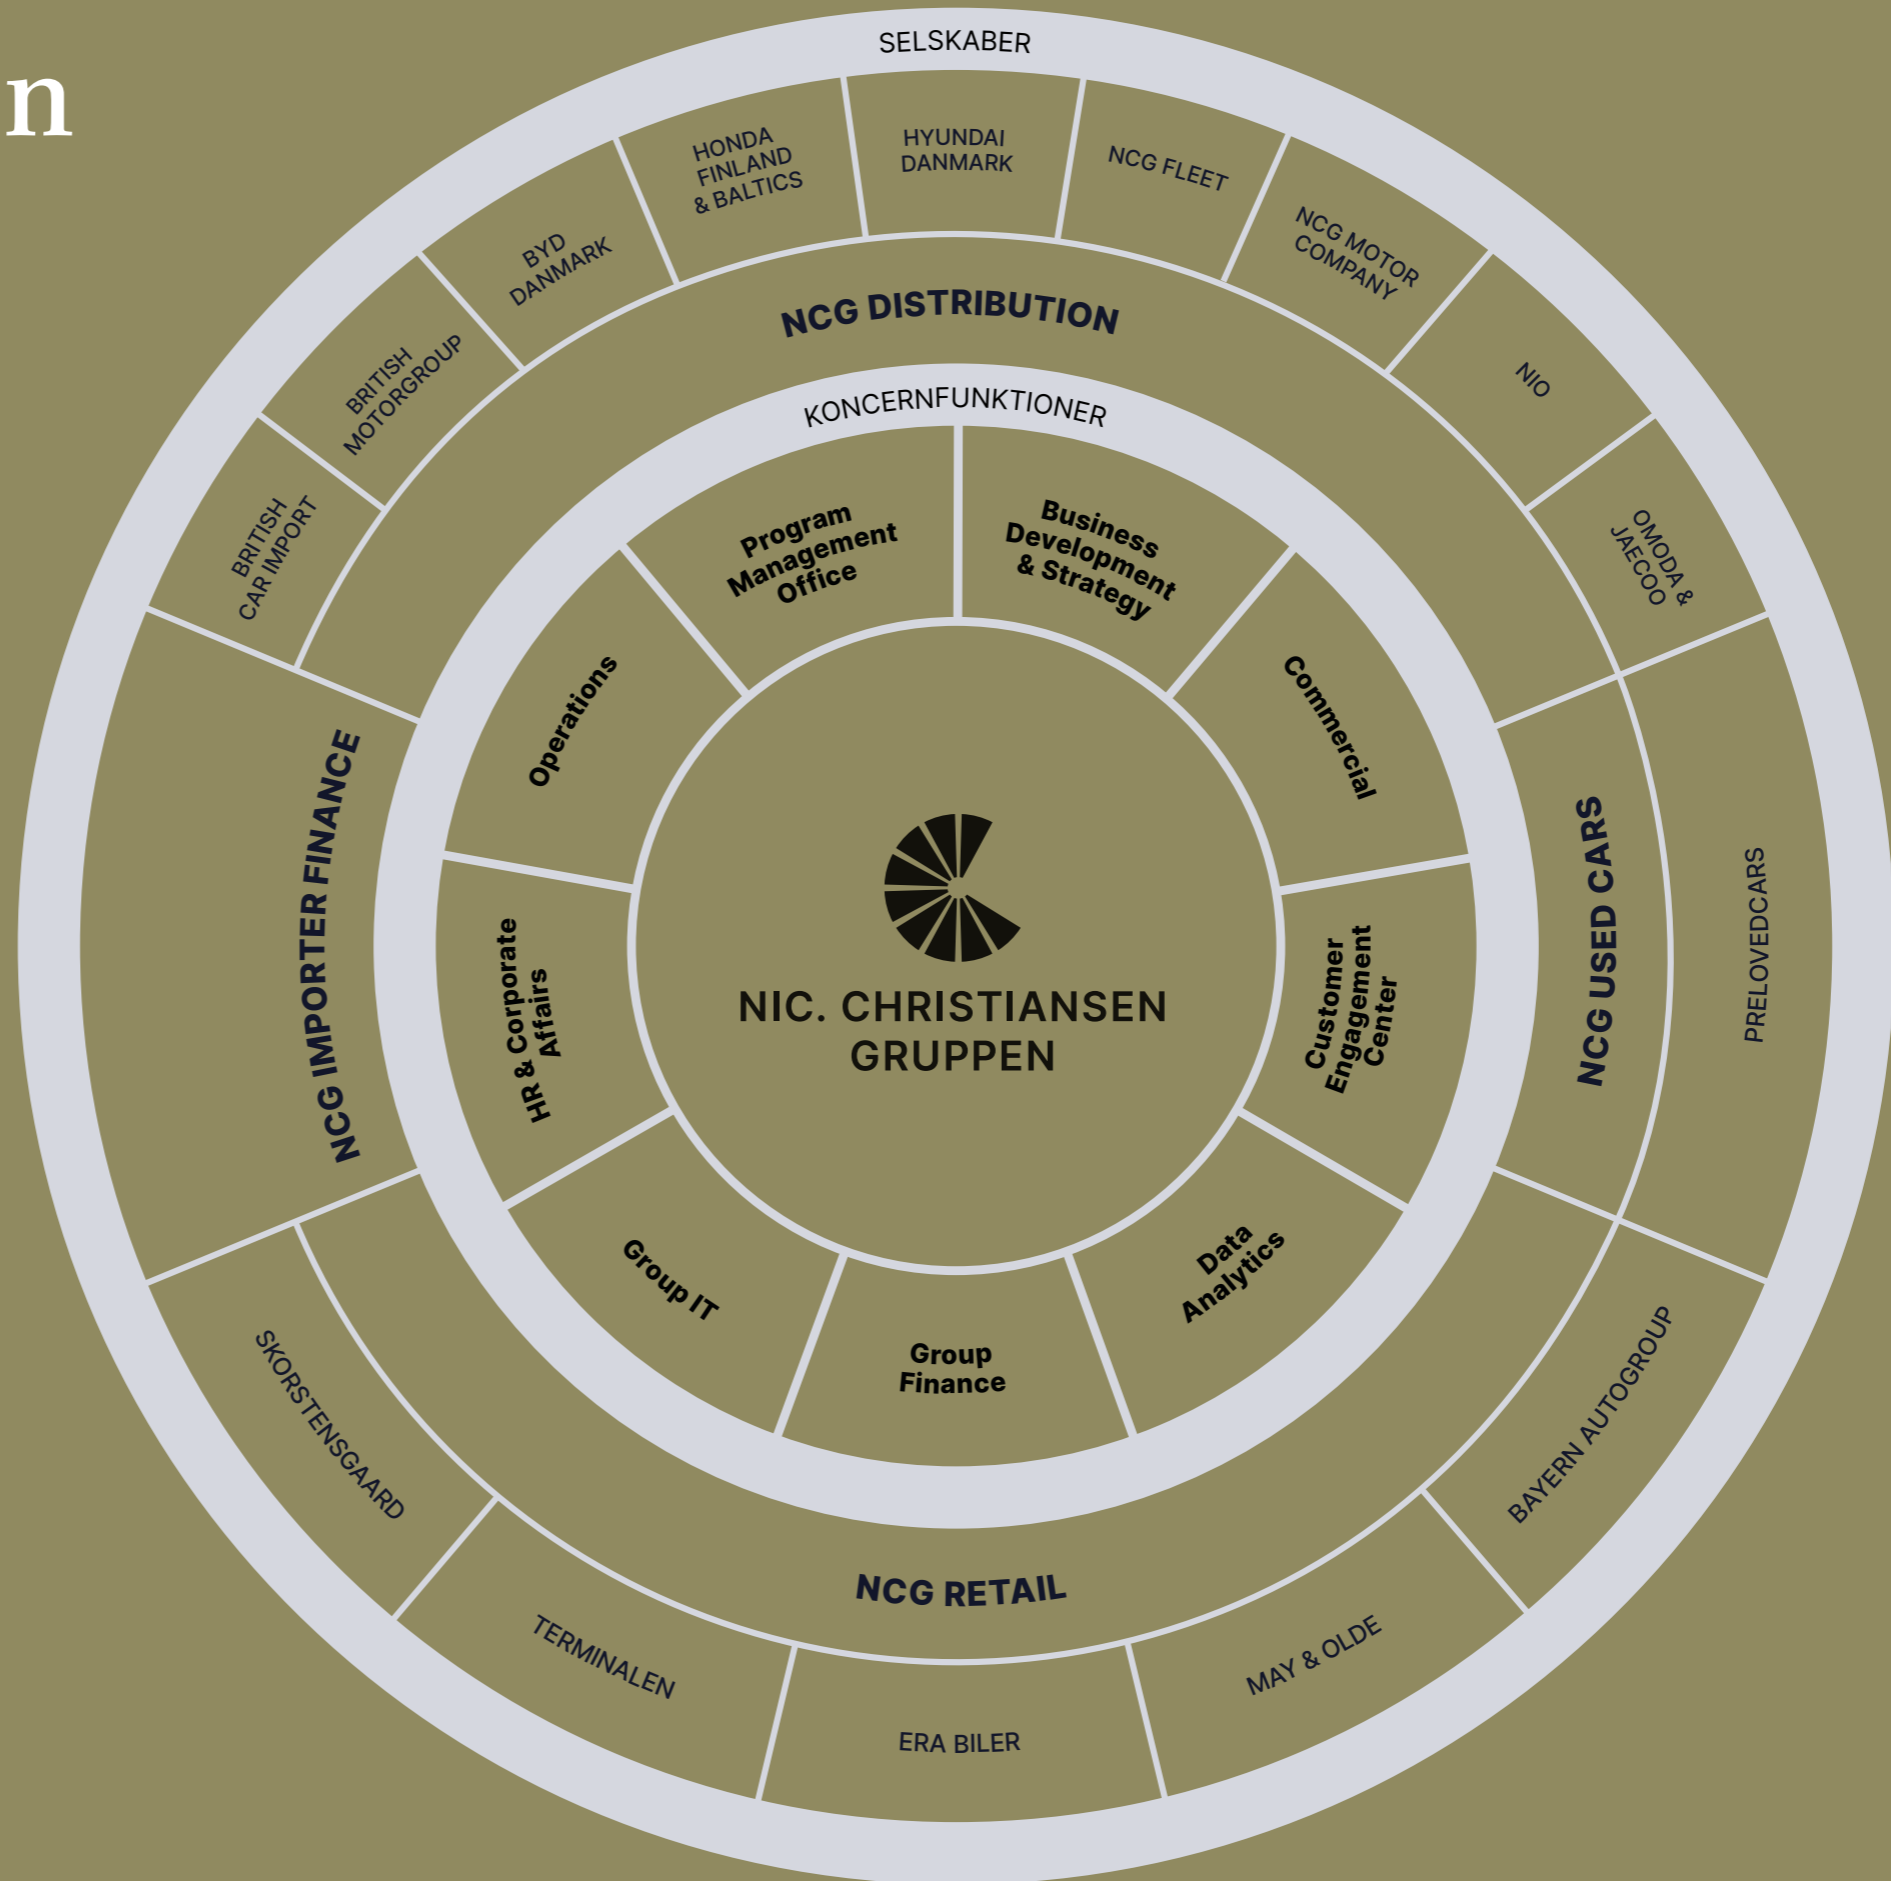 n
SELSKABER
BRITISH
CAR IMPORT
BRITISH
MOTORGROUP
BYD
DANMARK
HONDA
FINLAND
& BALTICS
HYUNDAI
DANMARK
NCG FLEET
NCG MOTOR
COMPANY
NIO
OMODA &
JAECOO
NCG DISTRIBUTION
KONCERNFUNKTIONER
Program
Management
Office
Business
Development
& Strategy
Commercial
Customer
Engagement
Center
Data
Analytics
Group
Finance
Group IT
HR & Corporate
Affairs
Operations
NIC. CHRISTIANSEN
GRUPPEN
NCG IMPORTER FINANCE
NCG USED CARS
PRELOVEDCARS
NCG RETAIL
SKORSTENSGAARD
TERMINALEN
ERA BILER
MAY & OLDE
BAYERN AUTOGROUP